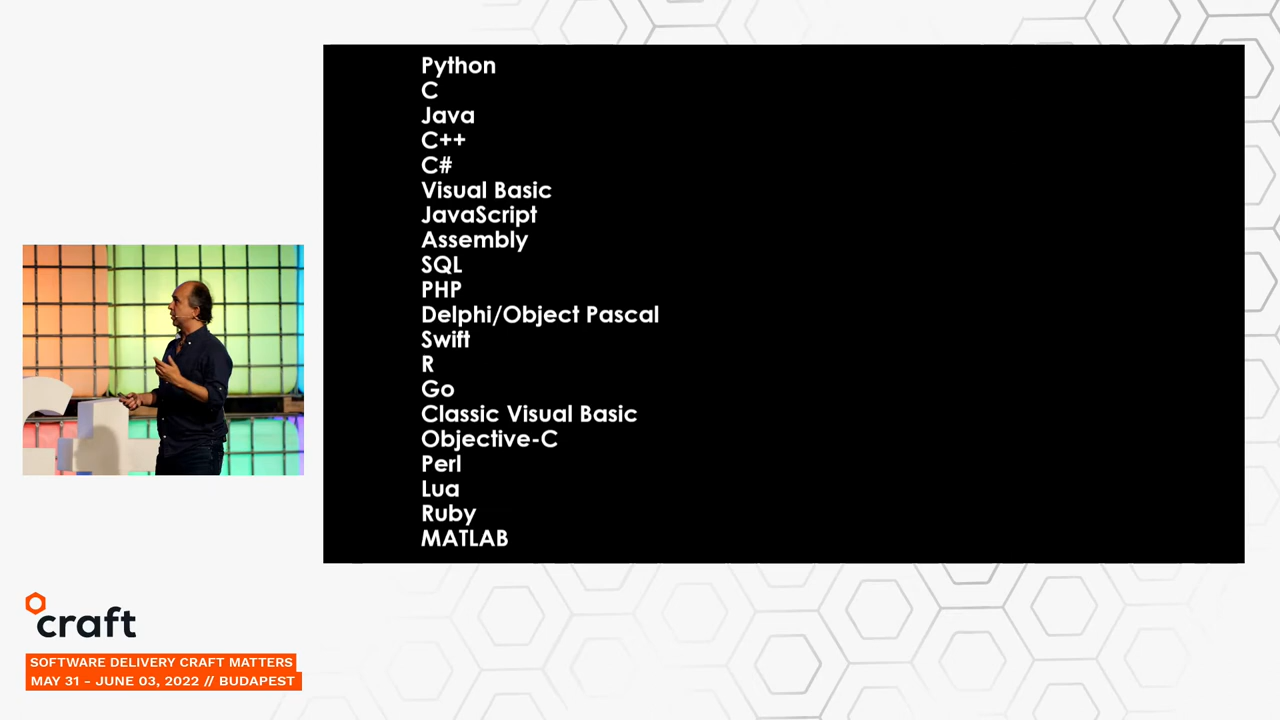 Python
C
Java
C++
C#
Visual Basic
JavaScript
Assembly
SQL
PHP
Delphi/Object Pascal
Swift
R
Go
Classic Visual Basic
Objective-C
Perl
Lua
Ruby
MATLAB
craft
SOFTWARE DELIVERY CRAFT MATTERS
MAY 31 - JUNE 03, 2022 // BUDAPEST